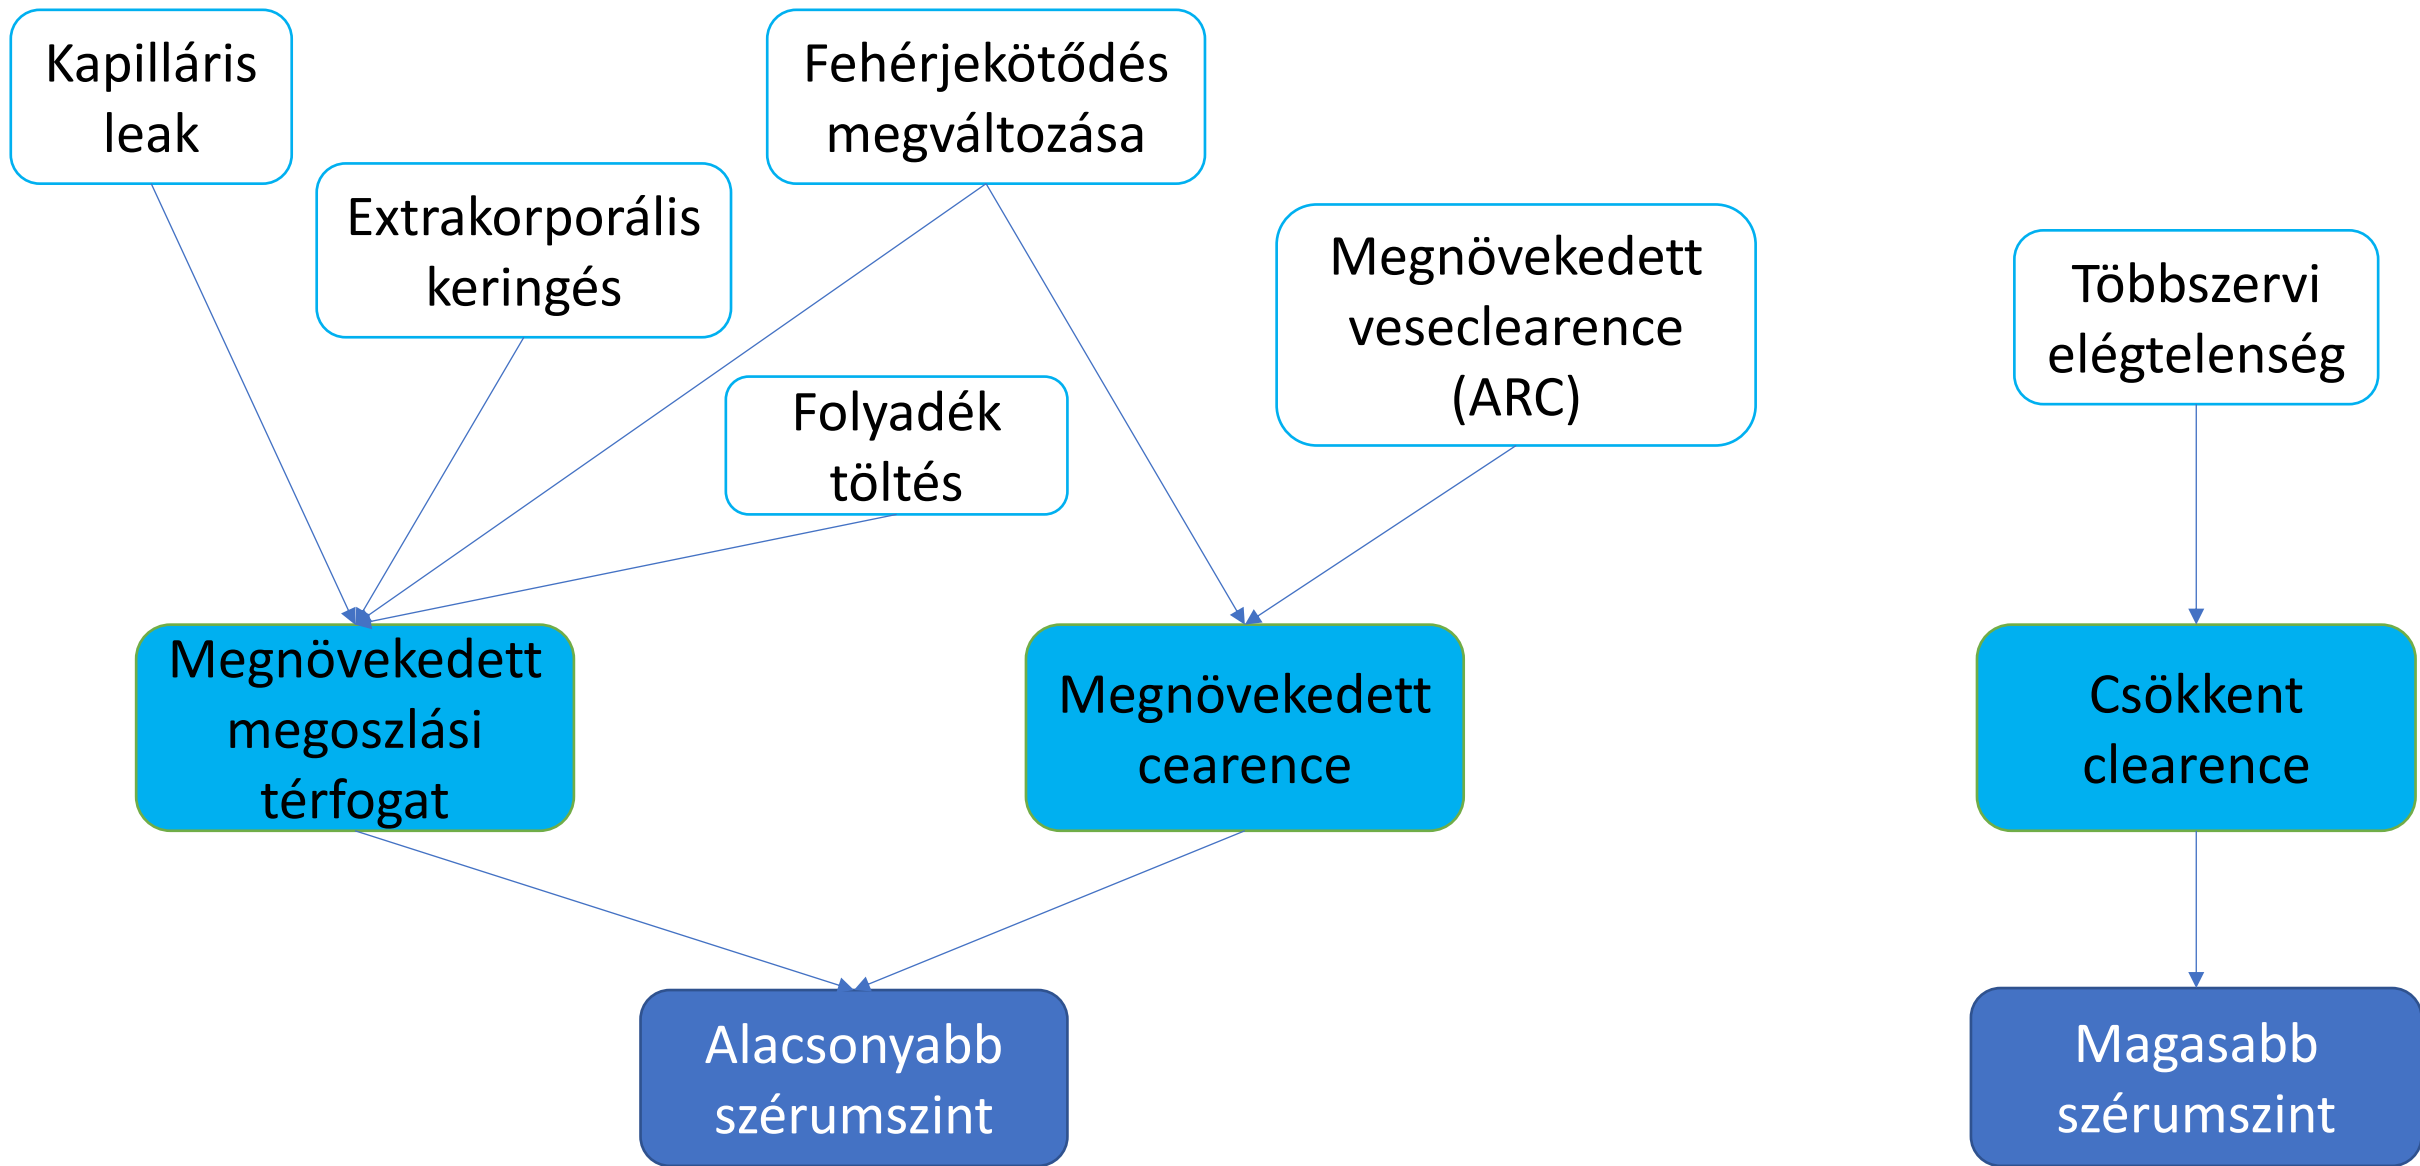 Kapilláris
leak
Fehérjekötődés
megváltozása
Extrakorporális
keringés
Megnövekedett
veseclearence
(ARC)
Többszervi
elégtelenség
Folyadék
töltés
Megnövekedett
megoszlási
térfogat
Megnövekedett
cearence
Csökkent
clearence
Alacsonyabb
szérumszint
Magasabb
szérumszint